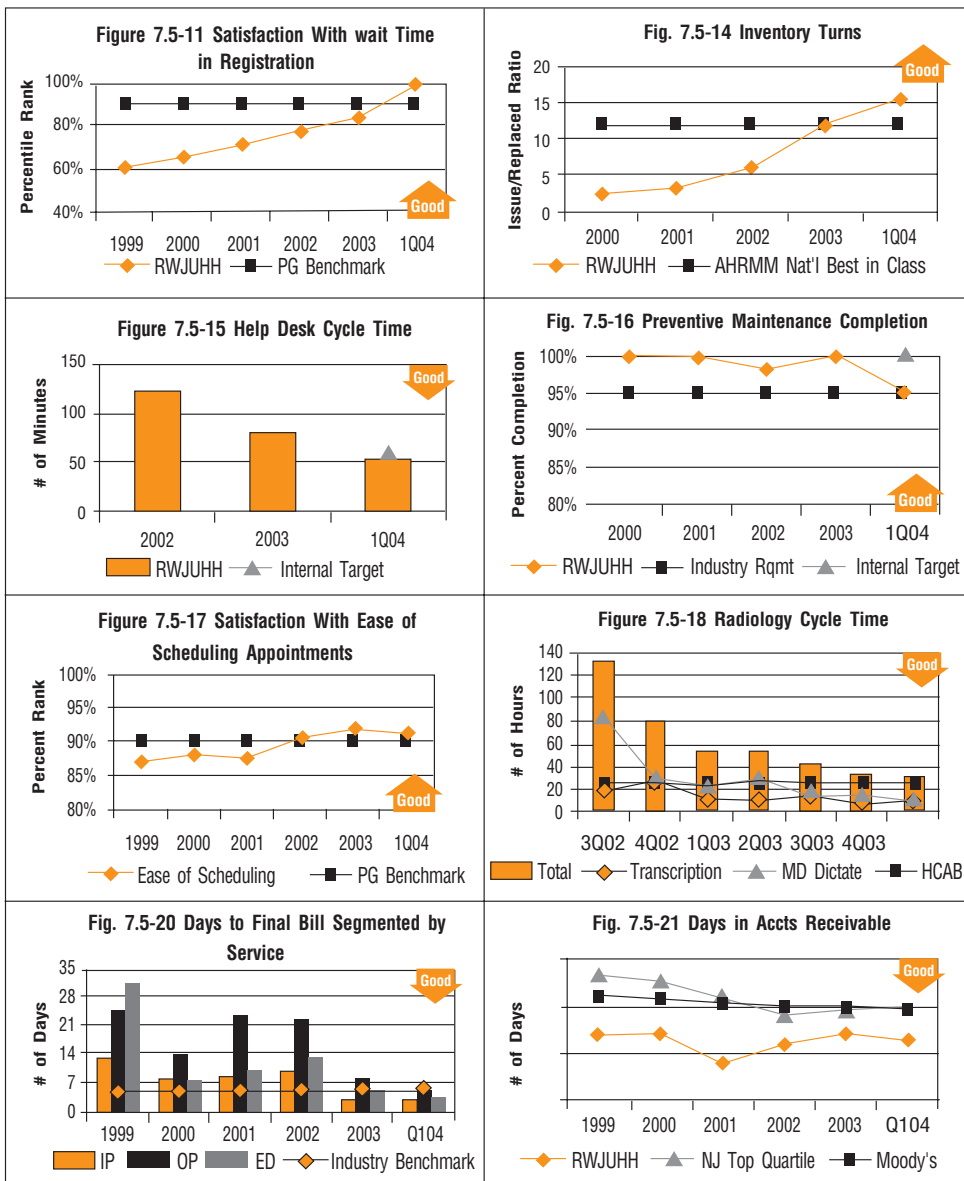 Figure 7.5-11 Satisfaction With wait Time
in Registration
Percentile Rank
100%
80%
60%
40%
Good
1999 2000 2001 2002 2003 1Q04
RWJUHH PG Benchmark
Fig. 7.5-14 Inventory Turns
Issue/Replaced Ratio
20
15
10
5
0
Good
2000 2001 2002 2003 1Q04
RWJUHH AHRMM Nat'l Best in Class
Figure 7.5-15 Help Desk Cycle Time
# of Minutes
150
100
50
0
Good
2002 2003 1Q04
RWJUHH Internal Target
Fig. 7.5-16 Preventive Maintenance Completion
Percent Completion
100%
95%
90%
85%
80%
Good
2000 2001 2002 2003 1Q04
RWJUHH Industry Rqmt Internal Target
Figure 7.5-17 Satisfaction With Ease of
Scheduling Appointments
Percent Rank
100%
95%
90%
85%
80%
Good
1999 2000 2001 2002 2003 1Q04
Ease of Scheduling PG Benchmark
Figure 7.5-18 Radiology Cycle Time
# of Hours
140
120
100
80
60
40
20
0
Good
3Q02 4Q02 1Q03 2Q03 3Q03 4Q03
Total Transcription MD Dictate HCAB
Fig. 7.5-20 Days to Final Bill Segmented by
Service
# of Days
35
28
21
14
7
0
Good
1999 2000 2001 2002 2003 Q104
IP OP ED Industry Benchmark
Fig. 7.5-21 Days in Accts Receivable
# of Days
Good
1999 2000 2001 2002 2003 Q104
RWJUHH NJ Top Quartile Moody's